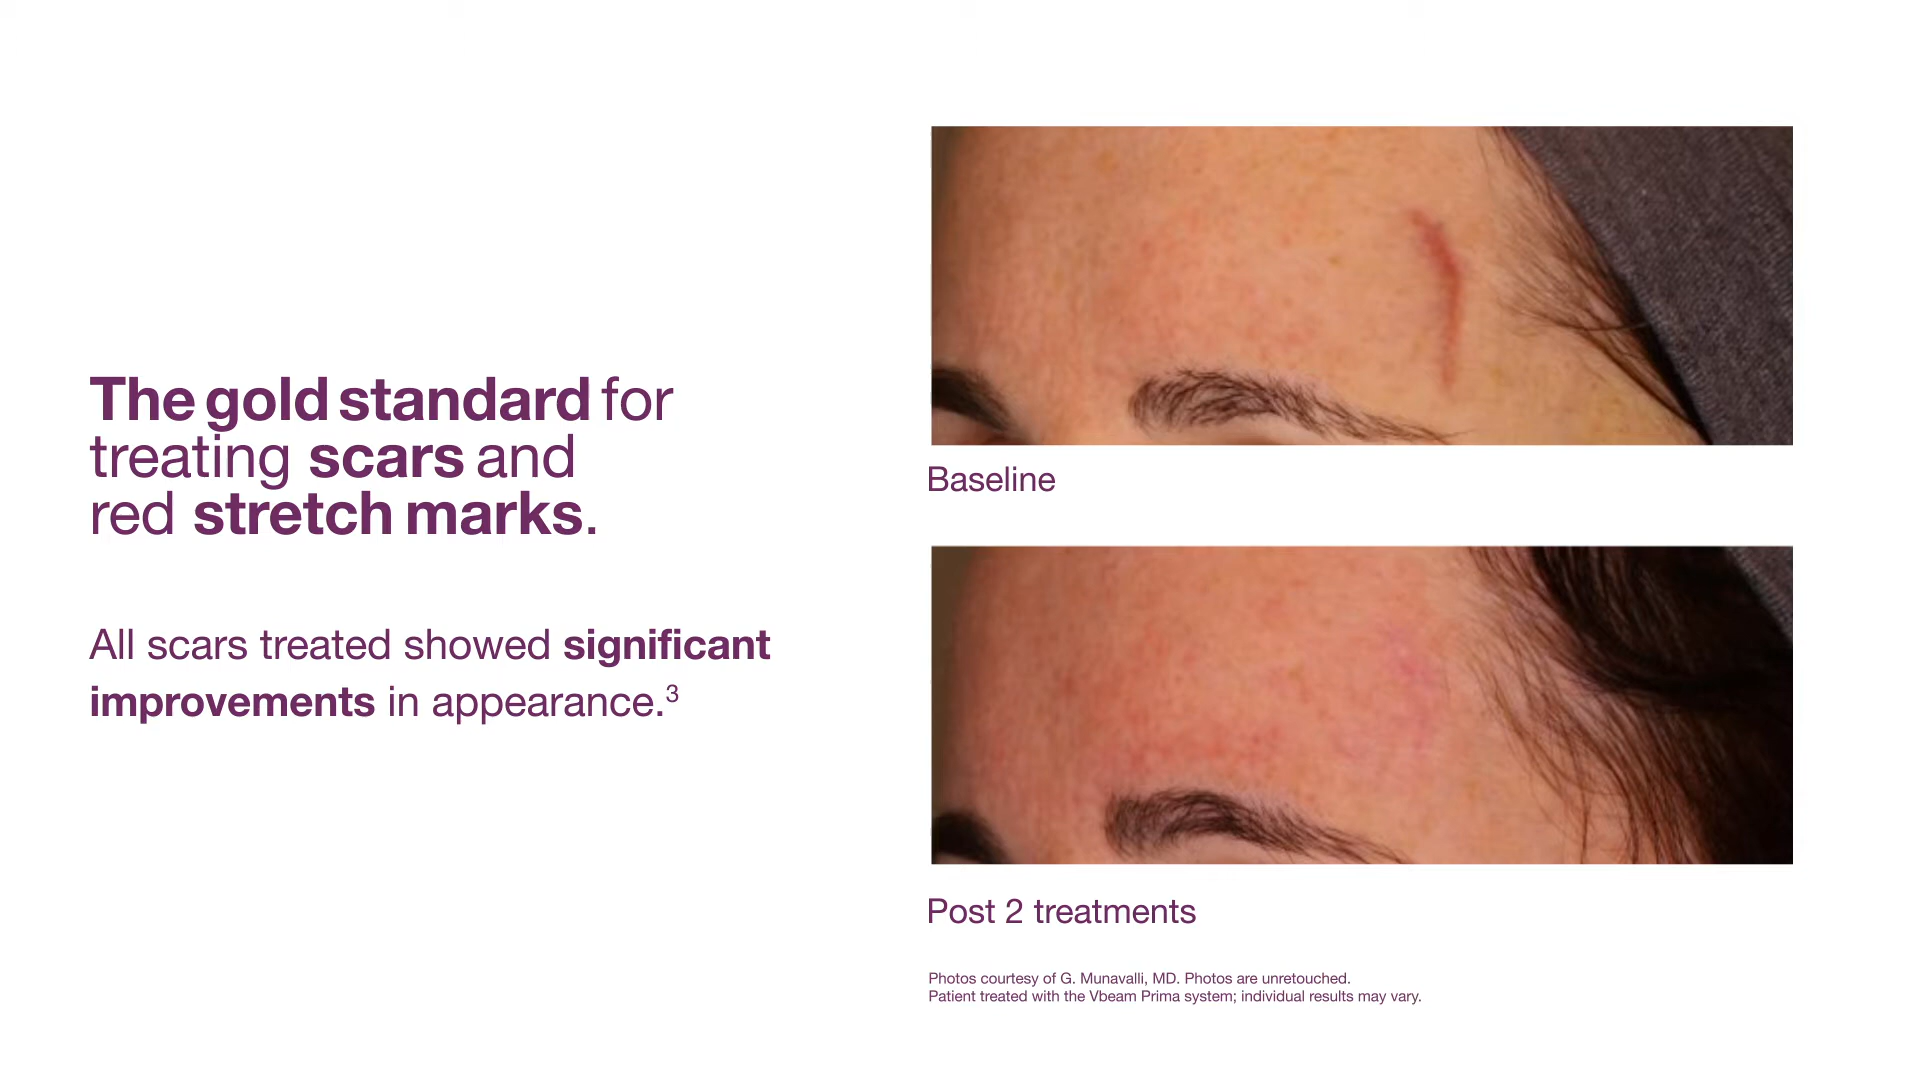 The gold standard for
treating scars and
red stretch marks.
All scars treated showed significant
improvements in appearance.³
Baseline
Post 2 treatments
Photos courtesy of G. Munavalli, MD. Photos are unretouched.
Patient treated with the Vbeam Prima system; individual results may vary.